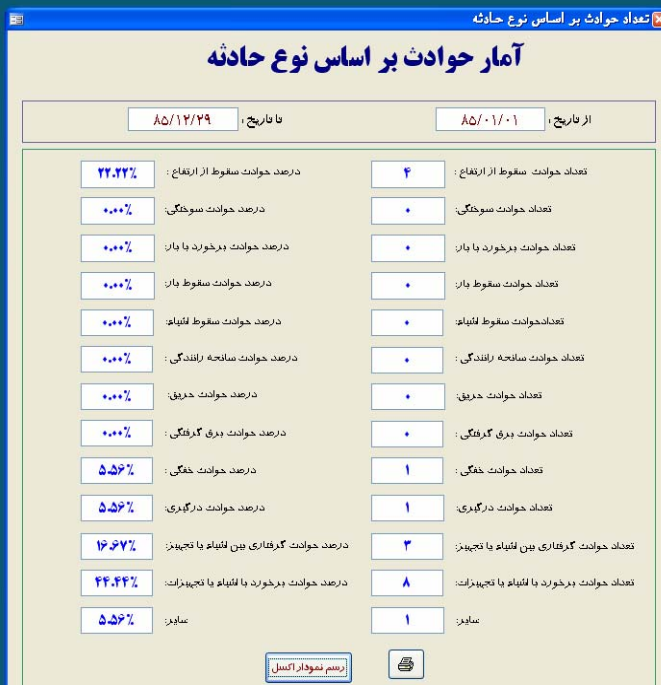 تعداد حوادث بر اساس نوع حادثه
آمار حوادث بر اساس نوع حادثه
از تاریخ : ۸۵/۰۱/۰۱ تا تاریخ : ۸۵/۱۲/۲۹
تعداد حوادث سقوط از ارتفاع : ۴ درصد حوادث سقوط از ارتفاع : ۲۲.۲۲٪
تعداد حوادث سوختگی: ۰ درصد حوادث سوختگی: ۰.۰۰٪
تعداد حوادث برخورد با بار: ۰ درصد حوادث برخورد با بار: ۰.۰۰٪
تعداد حوادث سقوط بار: ۰ درصد حوادث سقوط بار: ۰.۰۰٪
تعدادحوادث سقوط اشیاء: ۰ درصد حوادث سقوط اشیاء: ۰.۰۰٪
تعداد حوادث سانحه رانندگی : ۰ درصد حوادث سانحه رانندگی : ۰.۰۰٪
تعداد حوادث حریق: ۰ درصد حوادث حریق: ۰.۰۰٪
تعداد حوادث برق گرفتگی : ۰ درصد حوادث برق گرفتگی : ۰.۰۰٪
تعداد حوادث خفگی : ۱ درصد حوادث خفگی : ۵.۵۶٪
تعداد حوادث درگیری: ۱ درصد حوادث درگیری: ۵.۵۶٪
تعداد حوادث گرفتاری بین اشیاء یا تجهیز: ۳ درصد حوادث گرفتاری بین اشیاء یا تجهیز: ۱۶.۶۷٪
تعداد حوادث برخورد با اشیاء یا تجهیزات: ۸ درصد حوادث برخورد با اشیاء یا تجهیزات: ۴۴.۴۴٪
سایر: ۱ سایر: ۵.۵۶٪
رسم نمودار اکسل